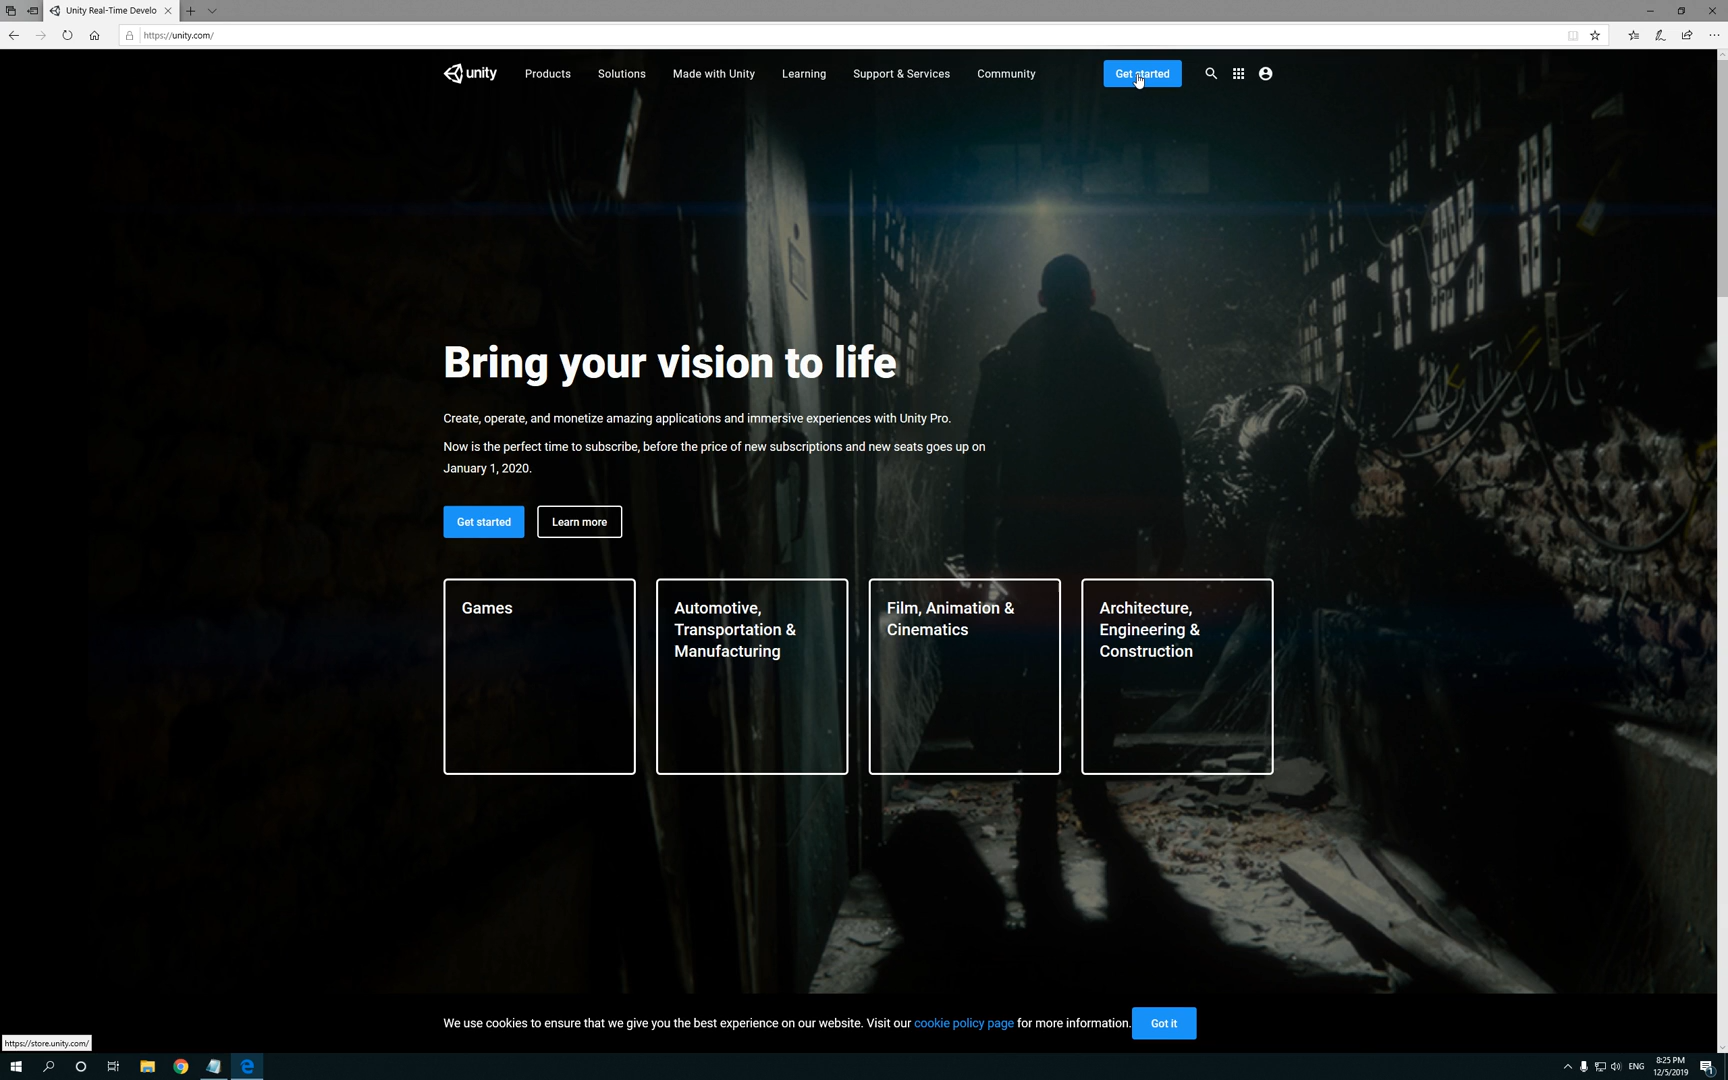 Unity Real-Time Develo
https://unity.com/
unity
Products
Solutions
Made with Unity
Learning
Support & Services
Community
Get started
Bring your vision to life
Create, operate, and monetize amazing applications and immersive experiences with Unity Pro.
Now is the perfect time to subscribe, before the price of new subscriptions and new seats goes up on
January 1, 2020.
Get started
Learn more
Games
Automotive,
Transportation &
Manufacturing
Film, Animation &
Cinematics
Architecture,
Engineering &
Construction
We use cookies to ensure that we give you the best experience on our website. Visit our cookie policy page for more information.
Got it
https://store.unity.com/
ENG
8:25 PM
12/5/2019
1